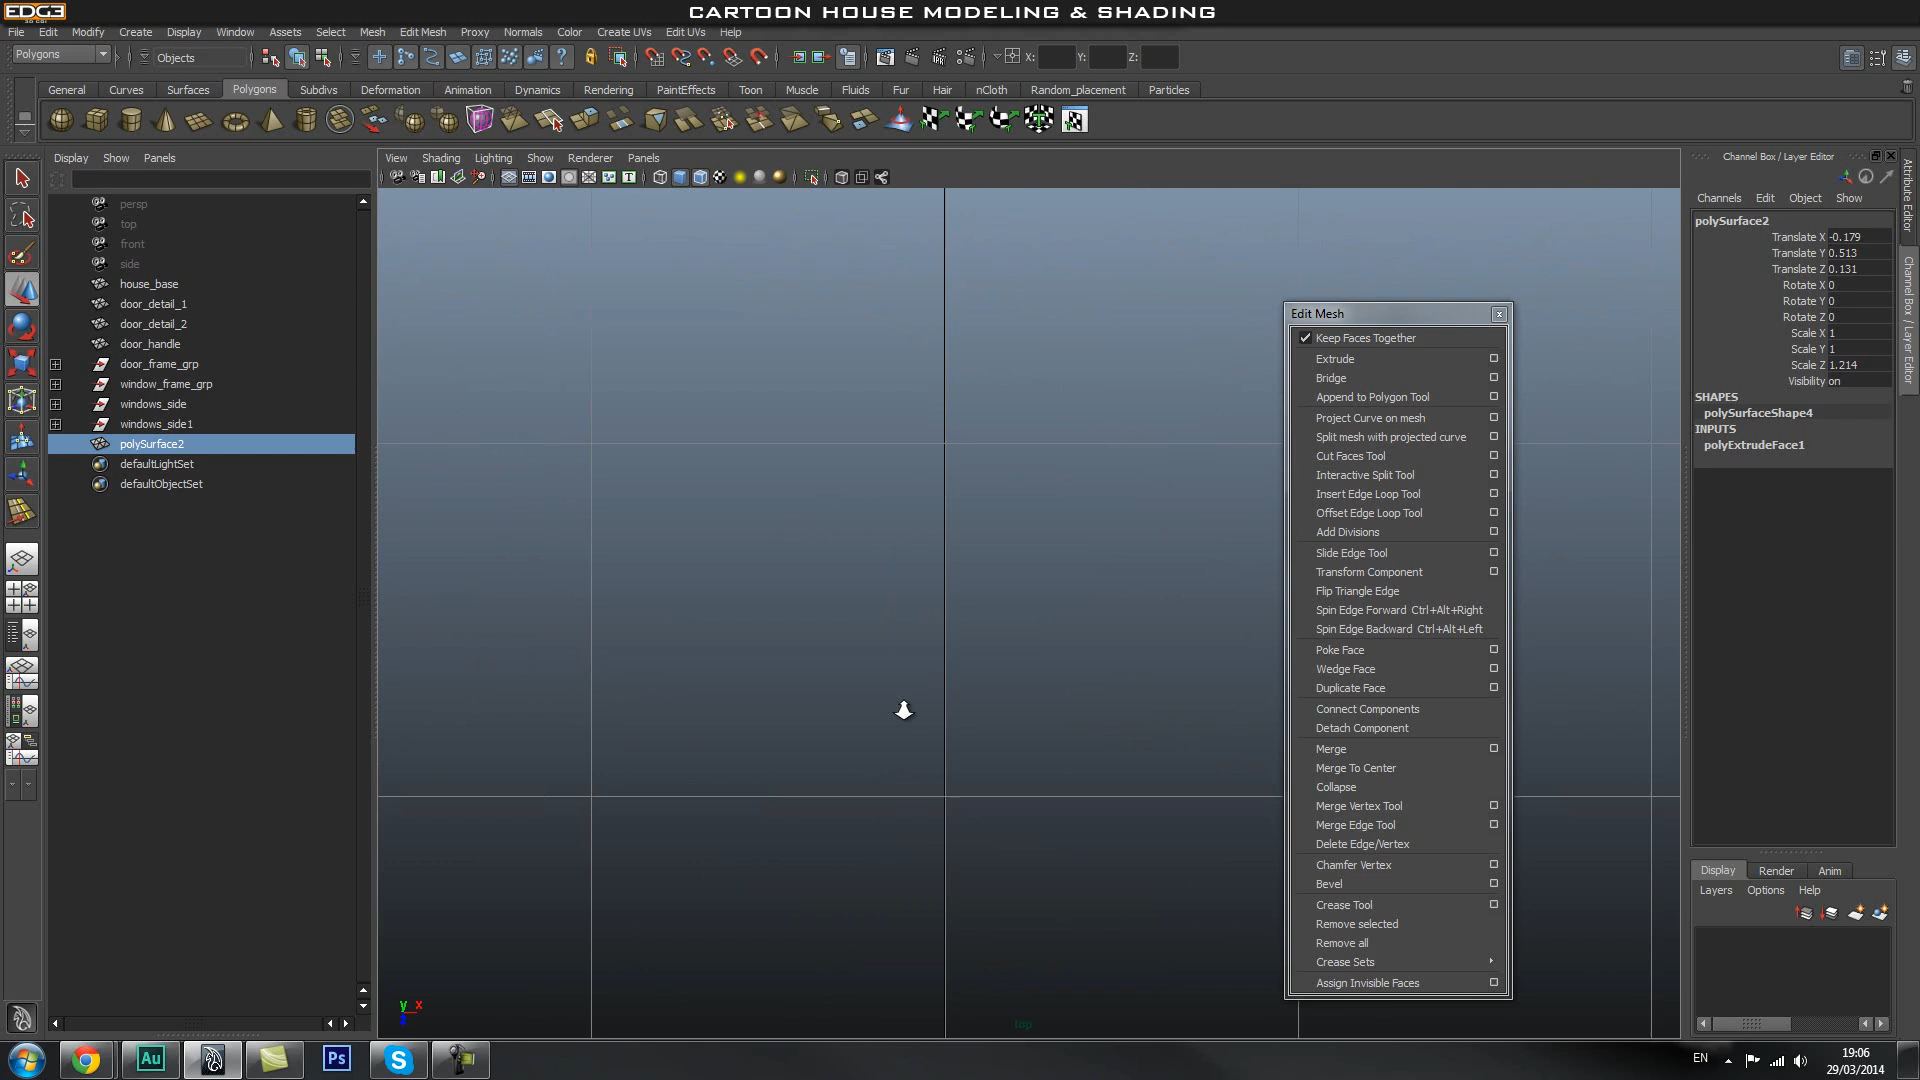 EDG3
CARTOON HOUSE MODELING & SHADING
File Edit Modify Create Display Window Assets Select Mesh Edit Mesh Proxy Normals Color Create UVs Edit UVs Help
Polygons Objects X: Y: Z:
General Curves Surfaces Polygons Subdivs Deformation Animation Dynamics Rendering PaintEffects Toon Muscle Fluids Fur Hair nCloth Random_placement Particles
Display Show Panels
View Shading Lighting Show Renderer Panels
persp
top
front
side
house_base
door_detail_1
door_detail_2
door_handle
door_frame_grp
window_frame_grp
windows_side
windows_side1
polySurface2
defaultLightSet
defaultObjectSet
top
y x
z
Edit Mesh
Keep Faces Together
Extrude
Bridge
Append to Polygon Tool
Project Curve on mesh
Split mesh with projected curve
Cut Faces Tool
Interactive Split Tool
Insert Edge Loop Tool
Offset Edge Loop Tool
Add Divisions
Slide Edge Tool
Transform Component
Flip Triangle Edge
Spin Edge Forward Ctrl+Alt+Right
Spin Edge Backward Ctrl+Alt+Left
Poke Face
Wedge Face
Duplicate Face
Connect Components
Detach Component
Merge
Merge To Center
Collapse
Merge Vertex Tool
Merge Edge Tool
Delete Edge/Vertex
Chamfer Vertex
Bevel
Crease Tool
Remove selected
Remove all
Crease Sets
Assign Invisible Faces
Channel Box / Layer Editor
Channels Edit Object Show
polySurface2
Translate X -0.179
Translate Y 0.513
Translate Z 0.131
Rotate X 0
Rotate Y 0
Rotate Z 0
Scale X 1
Scale Y 1
Scale Z 1.214
Visibility on
SHAPES
polySurfaceShape4
INPUTS
polyExtrudeFace1
Attribute Editor
Channel Box / Layer Editor
Display Render Anim
Layers Options Help
Au Ps
EN
19:06
29/03/2014